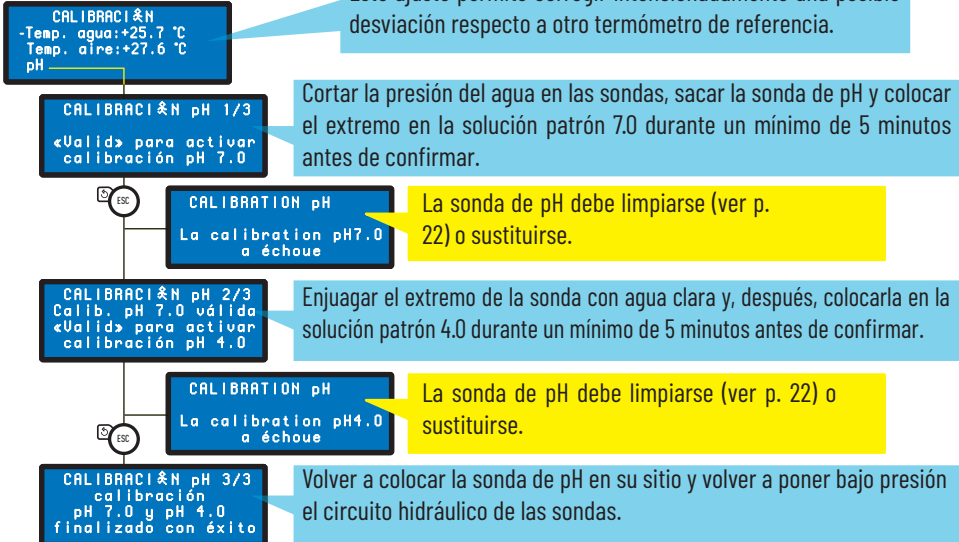 CALIBRACIÓN
-Temp. agua:+25.7 °C
Temp. aire:+27.6 °C
pH
desviación respecto a otro termómetro de referencia.
CALIBRACIÓN pH 1/3
«Valid» para activar
calibración pH 7.0
Cortar la presión del agua en las sondas, sacar la sonda de pH y colocar
el extremo en la solución patrón 7.0 durante un mínimo de 5 minutos
antes de confirmar.
ESC
CALIBRATION pH
La calibration pH7.0
a échoue
La sonda de pH debe limpiarse (ver p.
22) o sustituirse.
CALIBRACIÓN pH 2/3
Calib. pH 7.0 válida
«Valid» para activar
calibración pH 4.0
Enjuagar el extremo de la sonda con agua clara y, después, colocarla en la
solución patrón 4.0 durante un mínimo de 5 minutos antes de confirmar.
CALIBRATION pH
La calibration pH4.0
a échoue
La sonda de pH debe limpiarse (ver p. 22) o
sustituirse.
ESC
CALIBRACIÓN pH 3/3
calibración
pH 7.0 y pH 4.0
finalizado con éxito
Volver a colocar la sonda de pH en su sitio y volver a poner bajo presión
el circuito hidráulico de las sondas.